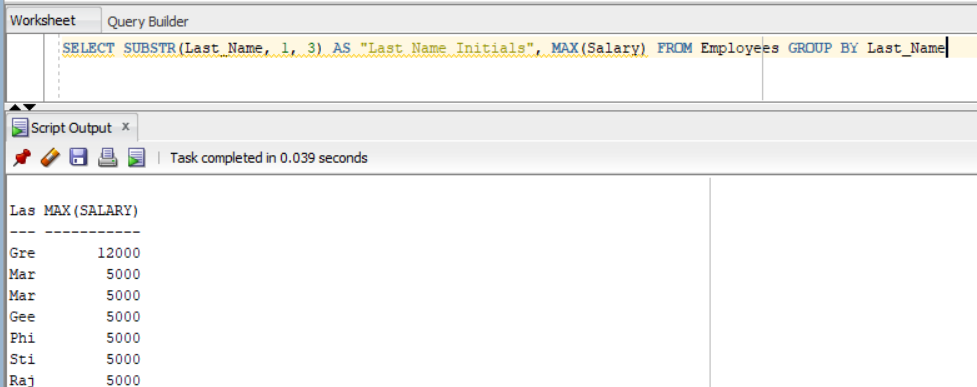 Worksheet Query Builder
SELECT SUBSTR(Last_Name, 1, 3) AS "Last Name Initials", MAX(Salary) FROM Employees GROUP BY Last_Name
Script Output x
Task completed in 0.039 seconds
Las MAX(SALARY)
--- -----------
Gre 12000
Mar 5000
Mar 5000
Gee 5000
Phi 5000
Sti 5000
Raj 5000